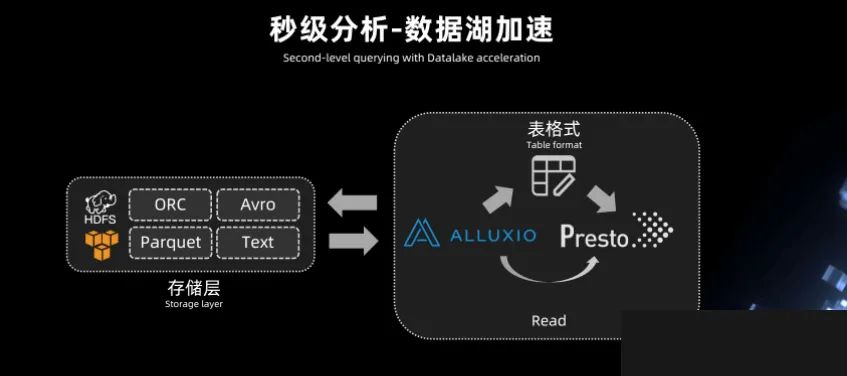 秒级分析-数据湖加速
Second-level querying with Datalake acceleration
表格式
Table format
HDFS
ORC
Avro
Parquet
Text
存储层
Storage layer
ALLUXIO
Presto
Read